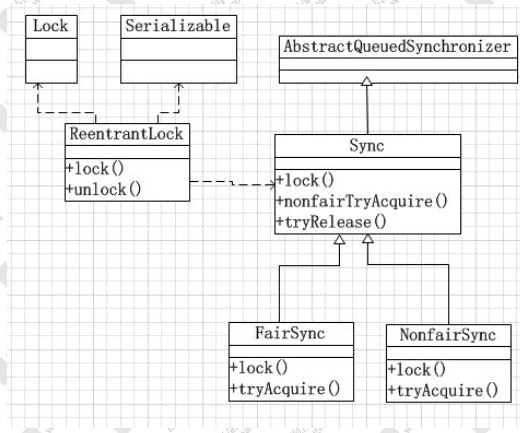 Lock
Serializable
AbstractQueuedSynchronizer
ReentrantLock
+lock()
+unlock()
Sync
+lock()
+nonfairTryAcquire()
+tryRelease()
FairSync
+lock()
+tryAcquire()
NonfairSync
+lock()
+tryAcquire()